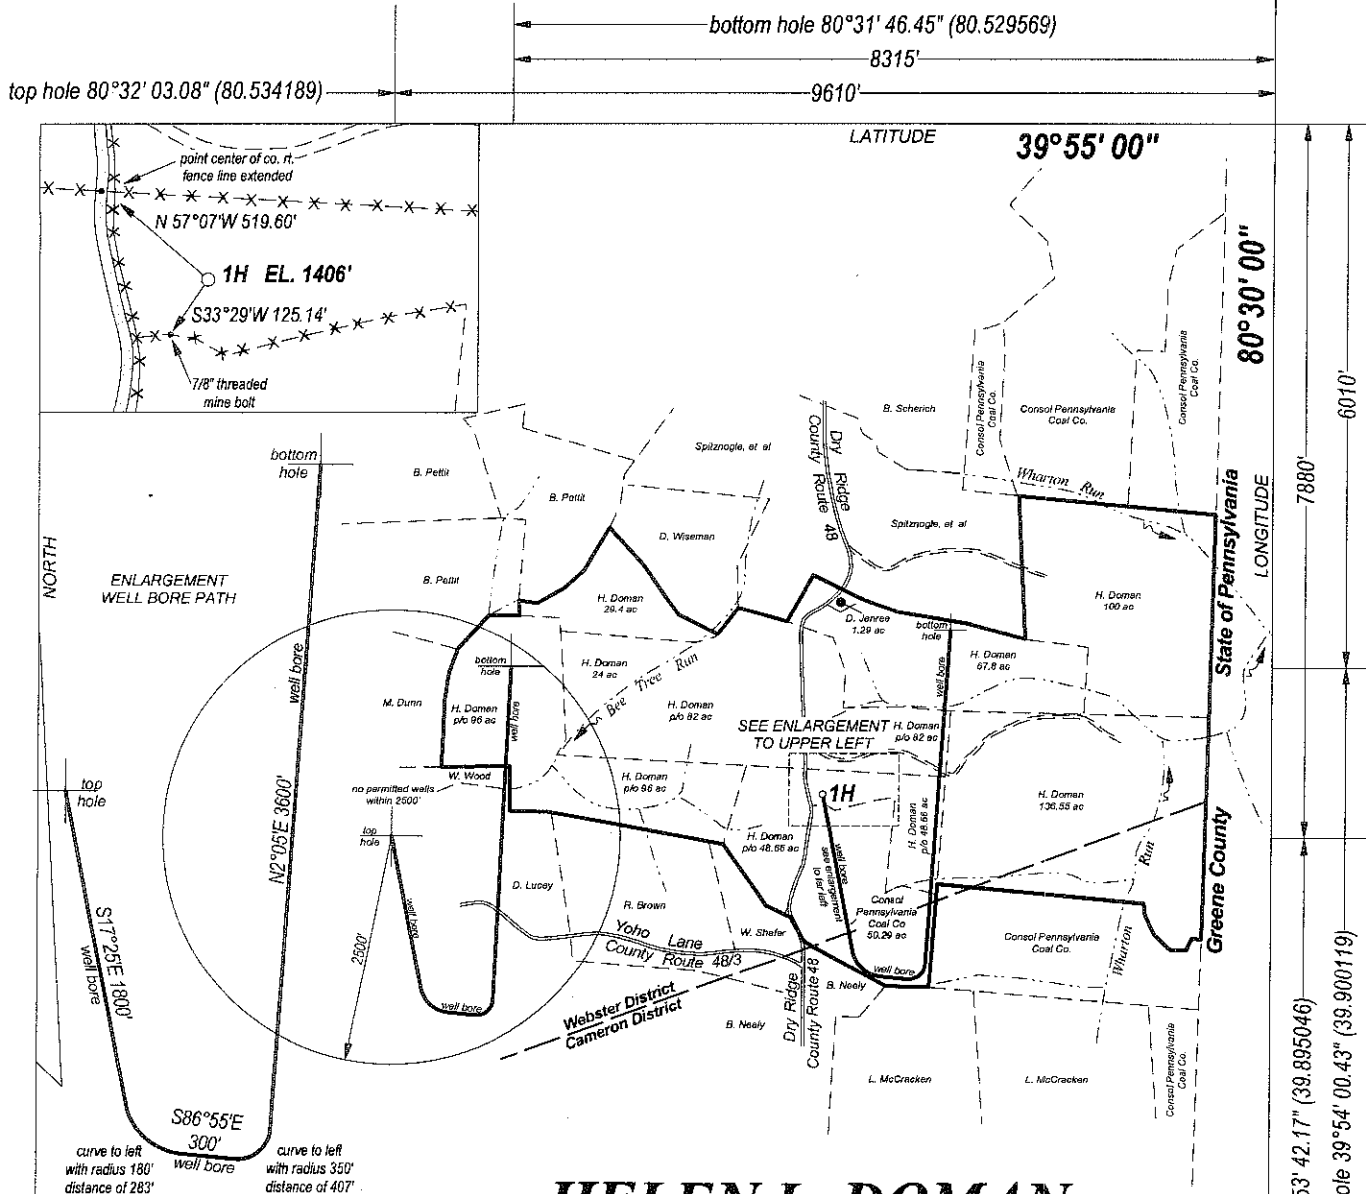 bottom hole 80°31' 46.45" (80.529569)
8315'
top hole 80°32' 03.08" (80.534189)
9610'
LATITUDE
39°55' 00"
point center of co. rt.
fence line extended
N 57°07'W 519.60'
1H EL. 1406'
S33°29'W 125.14'
7/8" threaded
mine bolt
80°30' 00"
LONGITUDE
6010'
7880'
State of Pennsylvania
Greene County
NORTH
ENLARGEMENT
WELL BORE PATH
bottom
hole
well bore
N2°05'E 3600'
top
hole
S17°25'E 1800'
well bore
S86°55'E
300'
well bore
curve to left
with radius 180'
distance of 283'
curve to left
with radius 350'
distance of 407'
B. Pettit
B. Pettit
B. Pettit
Spitznogle, et al
D. Wiseman
Dry Ridge
County Route 48
B. Scherich
Consol Pennsylvania
Coal Co.
Consol Pennsylvania
Coal Co.
Consol Pennsylvania
Coal Co.
Wharton Run
Spitznogle, et al
H. Doman
100 ac
H. Doman
29.4 ac
D. Jenree
1.29 ac
bottom
hole
well bore
H. Doman
67.8 ac
H. Doman
24 ac
Bee Tree Run
bottom
hole
well bore
M. Dunn
H. Doman
p/o 96 ac
H. Doman
p/o 82 ac
SEE ENLARGEMENT
TO UPPER LEFT
H. Doman
p/o 82 ac
W. Wood
no permitted wells
within 2500'
H. Doman
p/o 96 ac
1H
H. Doman
136.55 ac
top
hole
H. Doman
p/o 48.66 ac
H. Doman
p/o 48.66 ac
well bore
see enlargement
to far left
well bore
2500'
well bore
D. Lucey
R. Brown
W. Shafer
Consol
Pennsylvania
Coal Co
50.29 ac
well bore
Yoho Lane
County Route 48/3
Consol Pennsylvania
Coal Co.
Wharton Run
Webster District
Cameron District
B. Neely
B. Neely
Dry Ridge
County Route 48
L. McCracken
L. McCracken
Consol Pennsylvania
Coal Co.
53' 42.17" (39.895046)
ole 39°54' 00.43" (39.900119)
HELEN L. DOMAN